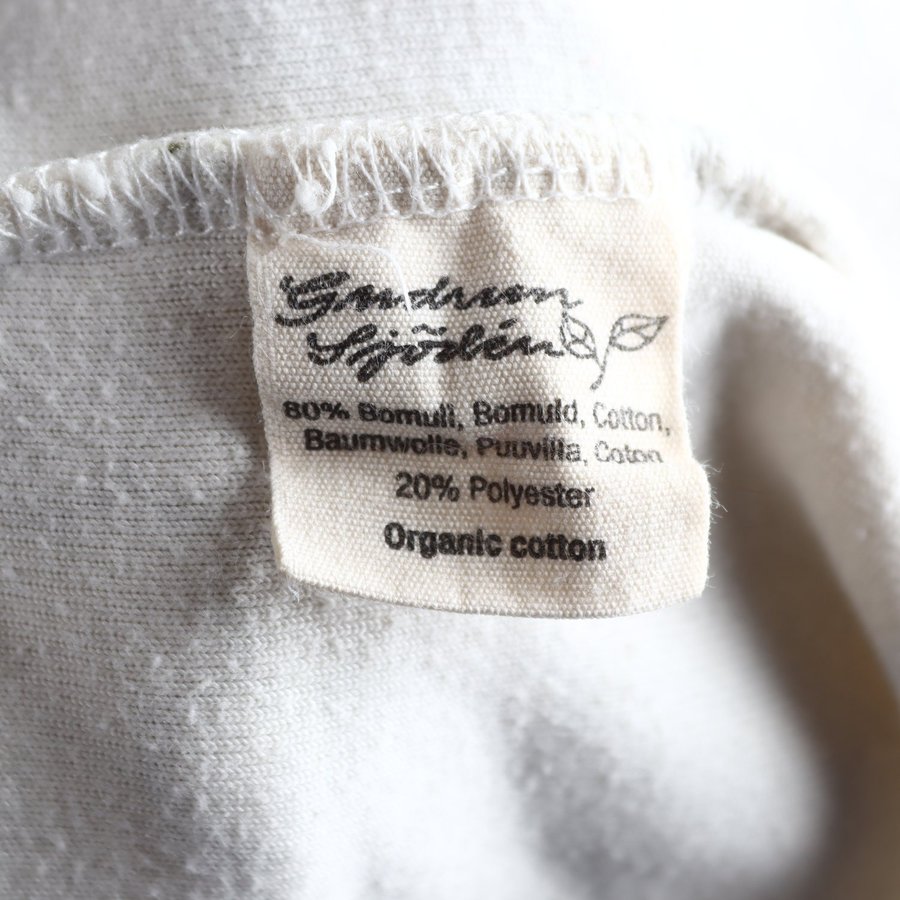 Gudrun
Sjödén
80% Bomull, Bomuld, Cotton,
Baumwolle, Puuvilla, Coton
20% Polyester
Organic cotton